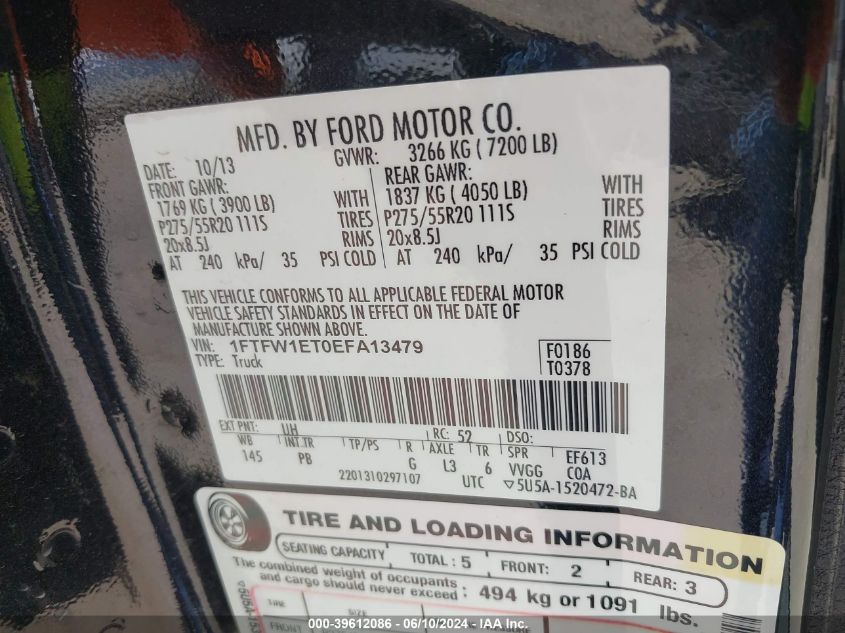 MFD. BY FORD MOTOR CO.
DATE: 10/13 GVWR: 3266 KG ( 7200 LB)
FRONT GAWR: REAR GAWR:
1769 KG ( 3900 LB) WITH 1837 KG ( 4050 LB) WITH
P275/55R20 111S TIRES P275/55R20 111S TIRES
20x8.5J RIMS 20x8.5J RIMS
AT 240 kPa/ 35 PSI COLD AT 240 kPa/ 35 PSI COLD
THIS VEHICLE CONFORMS TO ALL APPLICABLE FEDERAL MOTOR
VEHICLE SAFETY STANDARDS IN EFFECT ON THE DATE OF
MANUFACTURE SHOWN ABOVE.
VIN: 1FTFW1ET0EFA13479 F0186
TYPE: Truck T0378
EXT PNT: UH RC: 52 DSO:
WB INT TR TP/PS R AXLE TR SPR EF613
145 PB G L3 6 VVGG COA
2201310297107 UTC ▽5U5A-1520472-BA
TIRE AND LOADING INFORMATION
SEATING CAPACITY TOTAL : 5 FRONT: 2 REAR: 3
The combined weight of occupants
and cargo should never exceed : 494 kg or 1091 lbs.
TIRE SIZE
FRONT
000-39612086 - 06/10/2024 - IAA Inc.